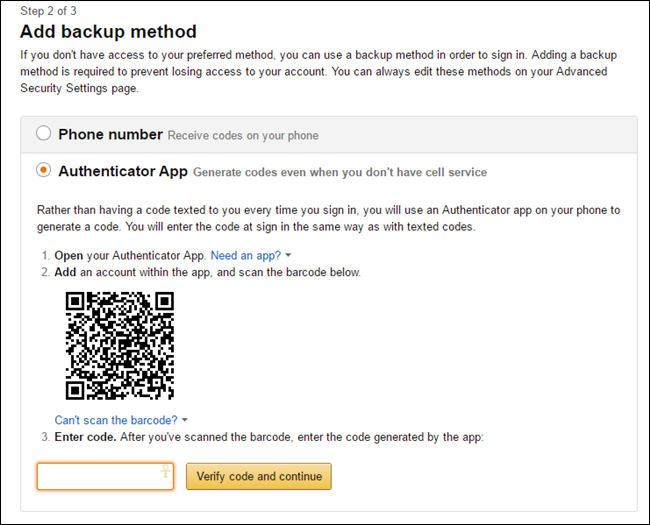 Step 2 of 3
Add backup method
If you don't have access to your preferred method, you can use a backup method in order to sign in. Adding a backup
method is required to prevent losing access to your account. You can always edit these methods on your Advanced
Security Settings page.
Phone number Receive codes on your phone
Authenticator App Generate codes even when you don't have cell service
Rather than having a code texted to you every time you sign in, you will use an Authenticator app on your phone to
generate a code. You will enter the code at sign in the same way as with texted codes.
1. Open your Authenticator App. Need an app?
2. Add an account within the app, and scan the barcode below.
Can't scan the barcode?
3. Enter code. After you've scanned the barcode, enter the code generated by the app:
Verify code and continue